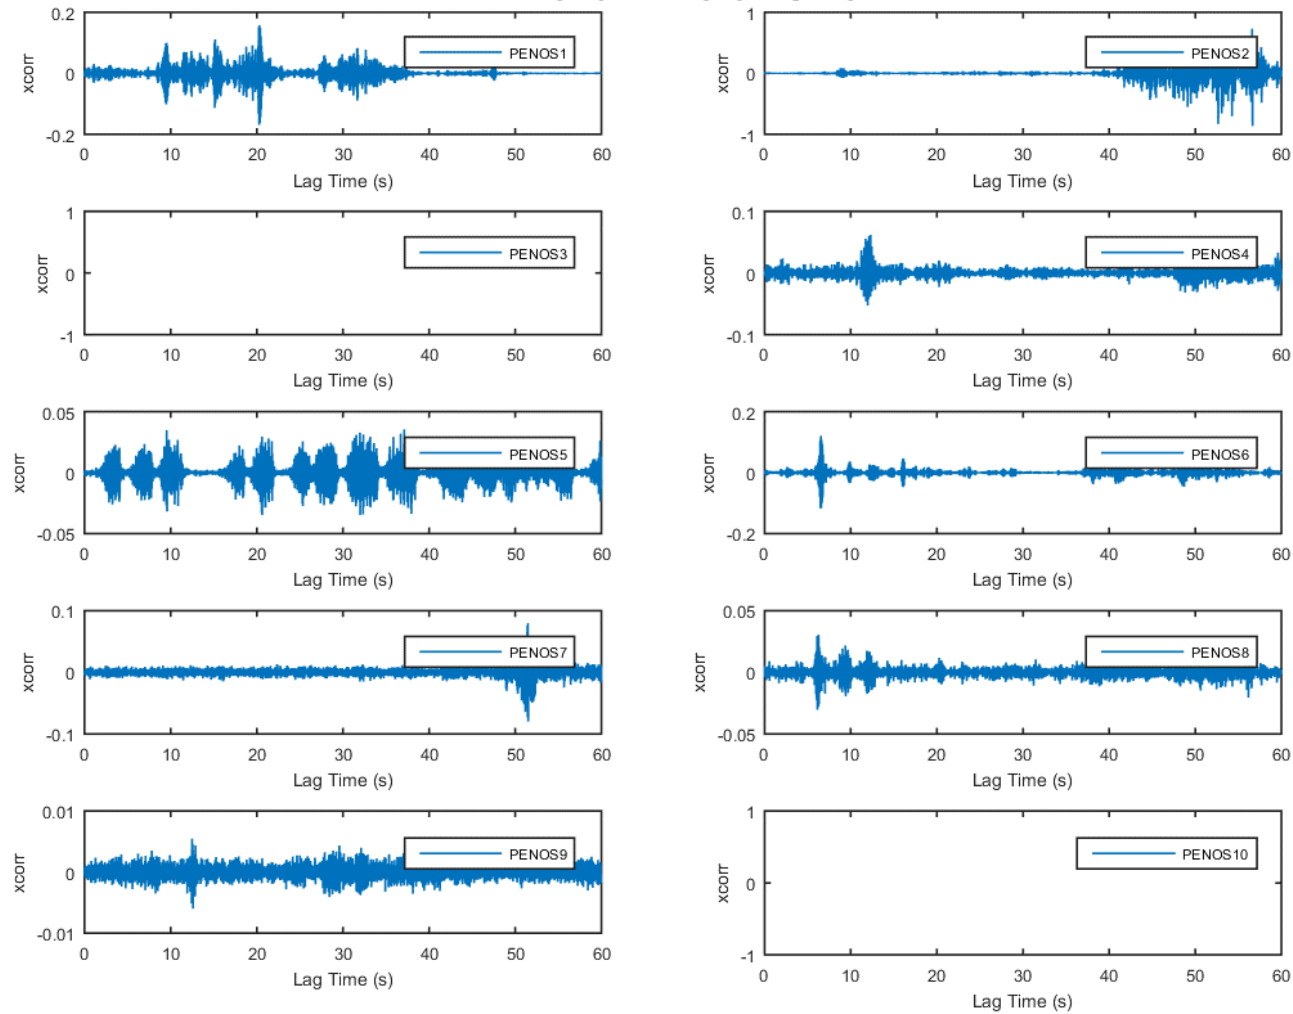 0.2
0
-0.2
xcorr
PENOS1
0 10 20 30 40 50 60
Lag Time (s)
1
0
-1
xcorr
PENOS2
0 10 20 30 40 50 60
Lag Time (s)
1
0
-1
xcorr
PENOS3
0 10 20 30 40 50 60
Lag Time (s)
0.1
0
-0.1
xcorr
PENOS4
0 10 20 30 40 50 60
Lag Time (s)
0.05
0
-0.05
xcorr
PENOS5
0 10 20 30 40 50 60
Lag Time (s)
0.2
0
-0.2
xcorr
PENOS6
0 10 20 30 40 50 60
Lag Time (s)
0.1
0
-0.1
xcorr
PENOS7
0 10 20 30 40 50 60
Lag Time (s)
0.05
0
-0.05
xcorr
PENOS8
0 10 20 30 40 50 60
Lag Time (s)
0.01
0
-0.01
xcorr
PENOS9
0 10 20 30 40 50 60
Lag Time (s)
1
0
-1
xcorr
PENOS10
0 10 20 30 40 50 60
Lag Time (s)